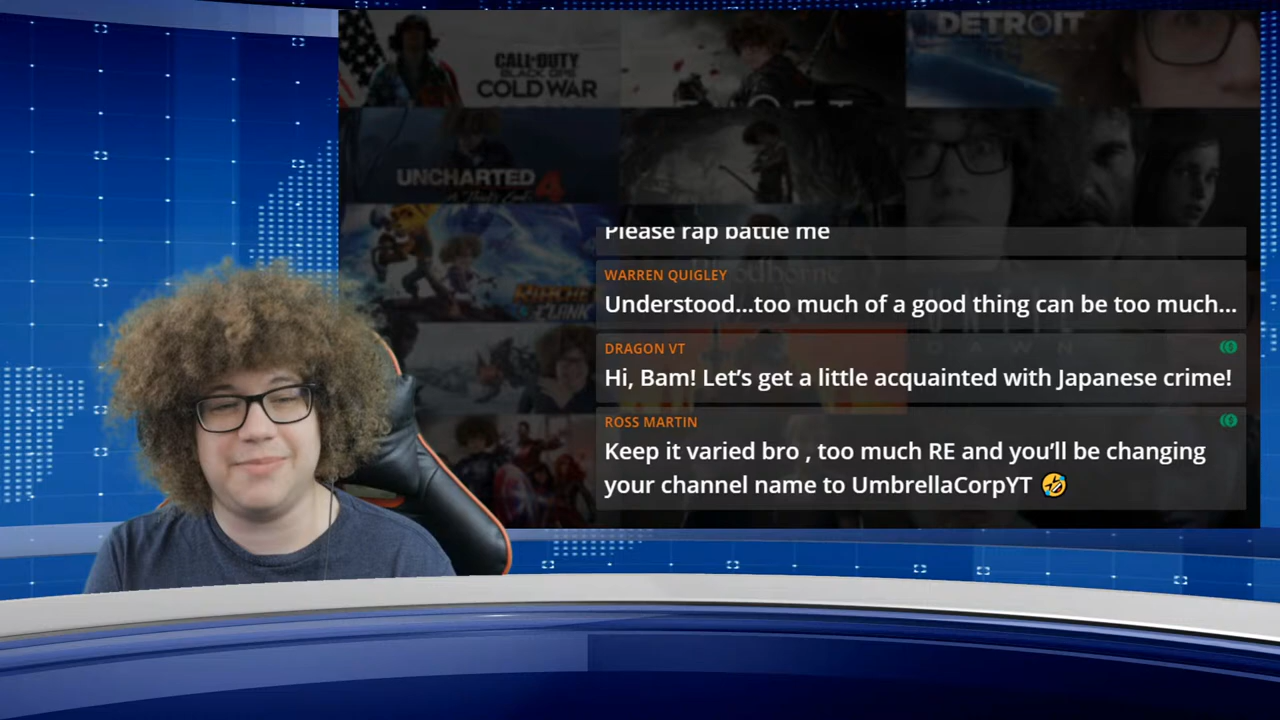 DETROIT
CALL OF DUTY
BLACK OPS
COLD WAR
UNCHARTED 4
Please rap battle me
WARREN QUIGLEY
Understood...too much of a good thing can be too much...
DRAGON VT
Hi, Bam! Let's get a little acquainted with Japanese crime!
ROSS MARTIN
Keep it varied bro , too much RE and you'll be changing
your channel name to UmbrellaCorpYT 🤣